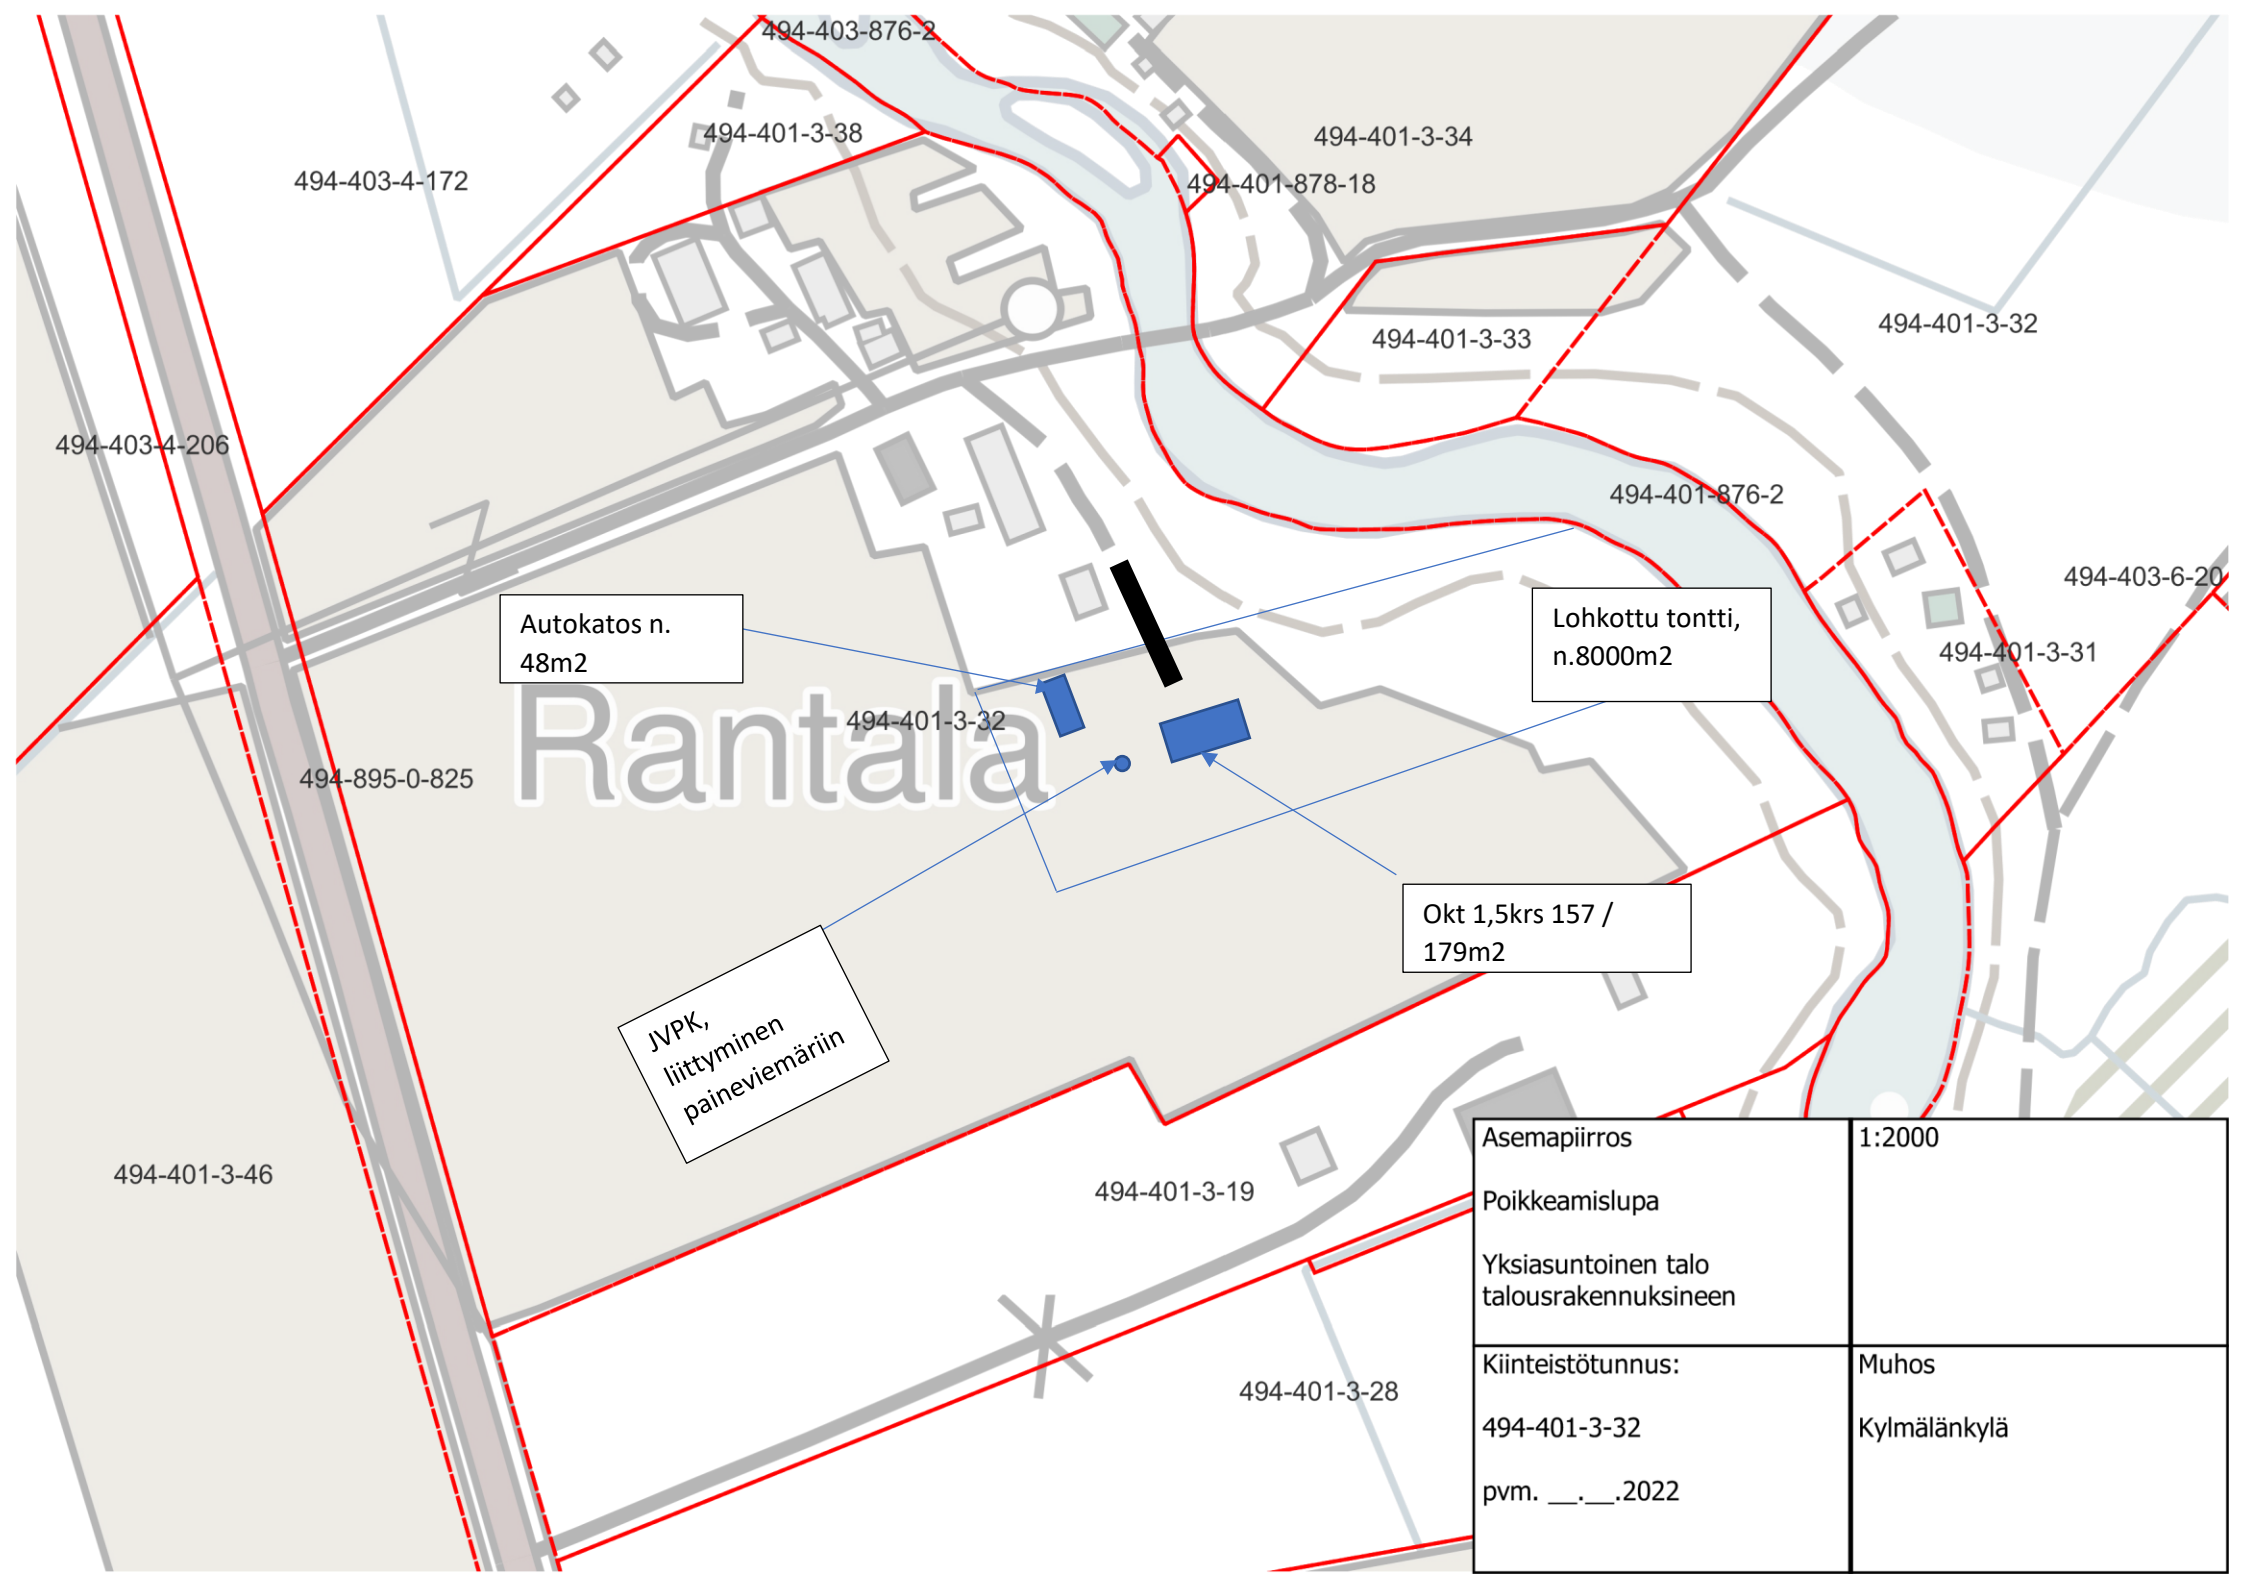 494-403-876-2
494-401-3-38
494-401-3-34
494-403-4-172
494-401-878-18
494-401-3-32
494-401-3-33
494-403-4-206
494-401-876-2
494-403-6-20
Autokatos n.
48m2
Lohkottu tontti,
n.8000m2
494-401-3-31
Rantala
494-401-3-32
494-895-0-825
Okt 1,5krs 157 /
179m2
JVPK,
liittyminen
paineviemäriin
494-401-3-46
494-401-3-19
494-401-3-28
Asemapiirros
Poikkeamislupa
Yksiasuntoinen talo
talousrakennuksineen
1:2000
Kiinteistötunnus:
494-401-3-32
pvm. __.__.2022
Muhos
Kylmälänkylä